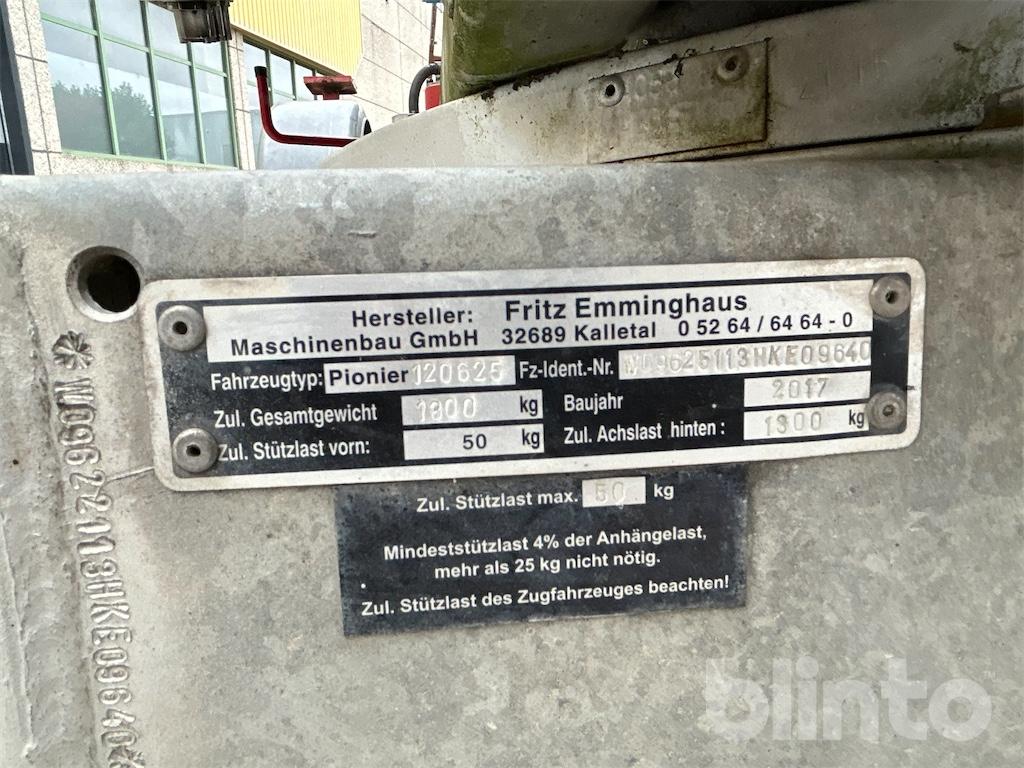 Hersteller: Fritz Emminghaus
Maschinenbau GmbH 32689 Kalletal 0 52 64 / 64 64 - 0
Fahrzeugtyp: Pionier 120625 Fz-Ident.-Nr. W09625113HKE09640
Zul. Gesamtgewicht 1300 kg Baujahr 2017
Zul. Stützlast vorn: 50 kg Zul. Achslast hinten: 1300 kg
Zul. Stützlast max. 50 kg
Mindeststützlast 4% der Anhängelast,
mehr als 25 kg nicht nötig.
Zul. Stützlast des Zugfahrzeuges beachten!
blinto